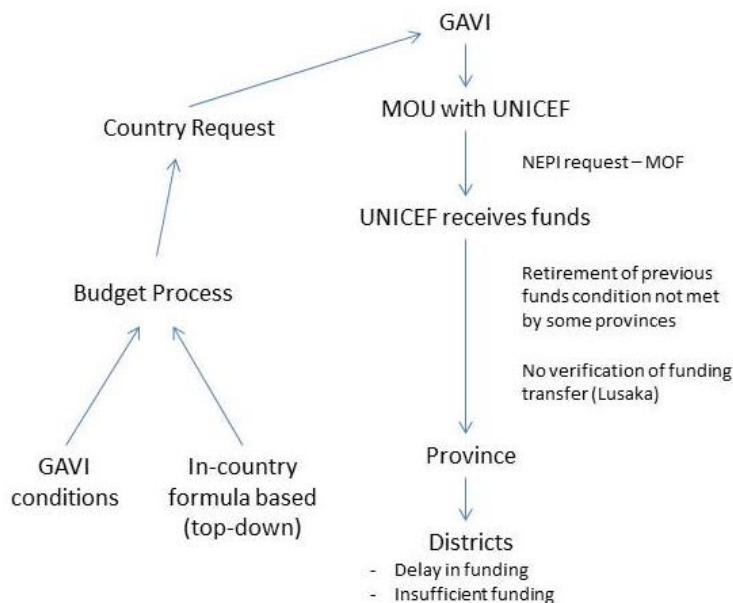 GAVI
MOU with UNICEF
Country Request
NEPI request – MOF
UNICEF receives funds
Budget Process
Retirement of previous
funds condition not met
by some provinces
No verification of funding
transfer (Lusaka)
GAVI
conditions
In-country
formula based
(top-down)
Province
Districts
- Delay in funding
- Insufficient funding